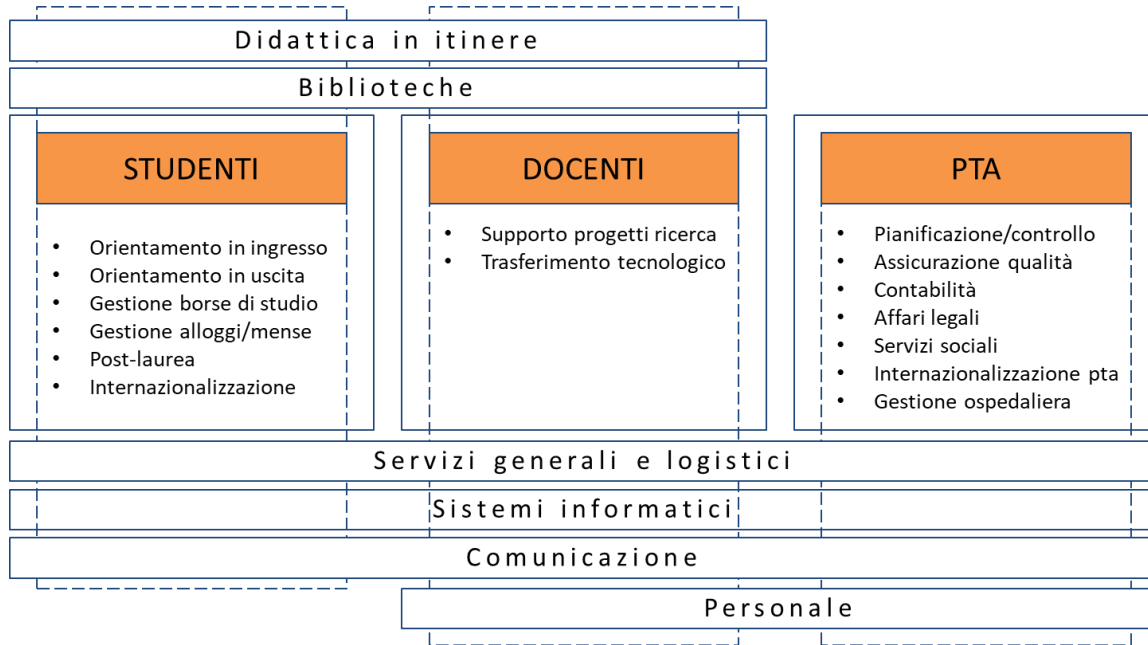 Didattica in itinere
Biblioteche
STUDENTI
• Orientamento in ingresso
• Orientamento in uscita
• Gestione borse di studio
• Gestione alloggi/mense
• Post-laurea
• Internazionalizzazione
DOCENTI
• Supporto progetti ricerca
• Trasferimento tecnologico
PTA
• Pianificazione/controllo
• Assicurazione qualità
• Contabilità
• Affari legali
• Servizi sociali
• Internazionalizzazione pta
• Gestione ospedaliera
Servizi generali e logistici
Sistemi informatici
Comunicazione
Personale